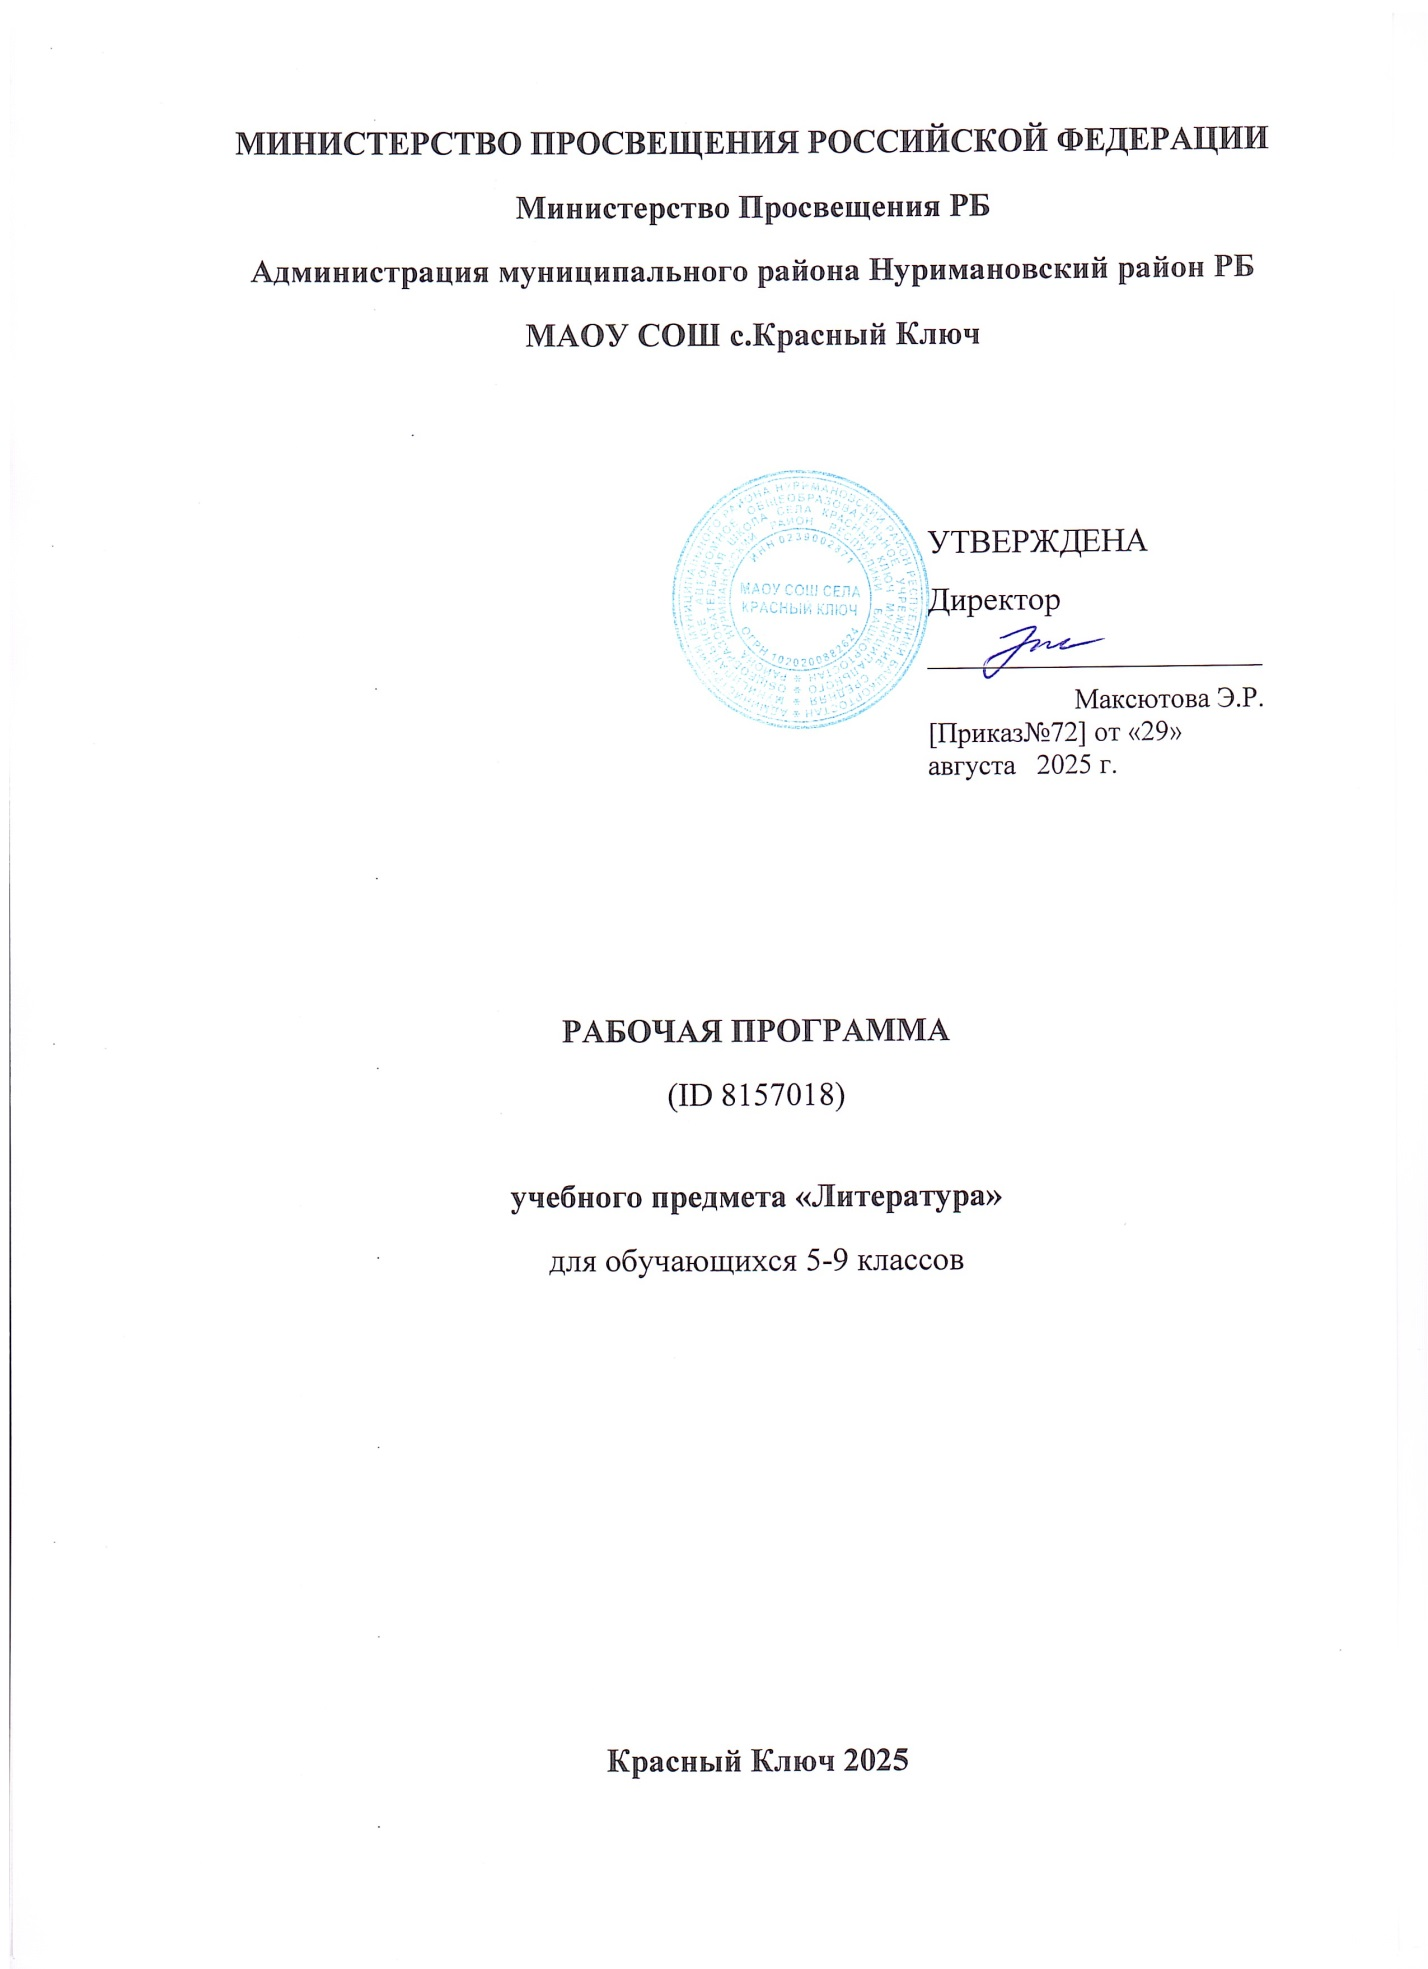 МИНИСТЕРСТВО ПРОСВЕЩЕНИЯ РОССИЙСКОЙ ФЕДЕРАЦИИ
Министерство Просвещения РБ
Администрация муниципального района Нуримановский район РБ
МАОУ СОШ с.Красный Ключ
МАОУ СОШ СЕЛА
КРАСНЫЙ КЛЮЧ
УТВЕРЖДЕНА
Директор
Максютова Э.Р.
[Приказ№72] от «29»
августа 2025 г.
РАБОЧАЯ ПРОГРАММА
(ID 8157018)
учебного предмета «Литература»
для обучающихся 5-9 классов
Красный Ключ 2025